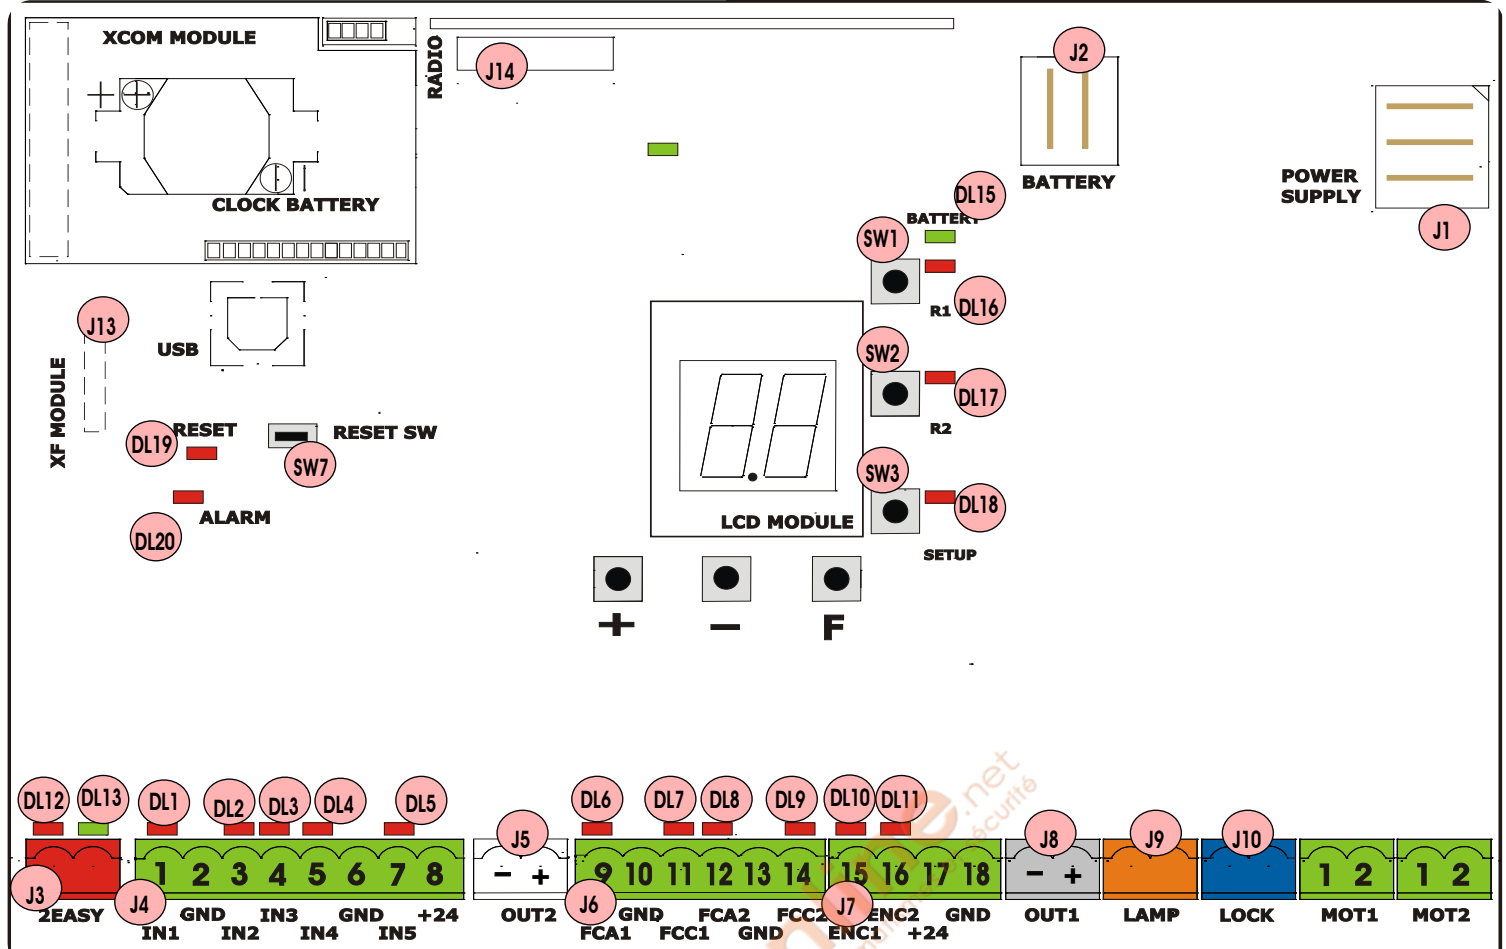 XCOM MODULE
RADIO
J14
J2
BATTERY
POWER
SUPPLY
J1
+
CLOCK BATTERY
DL15
BATTERY
SW1
R1
DL16
J13
USB
XF MODULE
SW2
DL17
R2
DL19
RESET
RESET SW
SW7
SW3
DL18
ALARM
DL20
LCD MODULE
SETUP
+ − F
DL12 DL13 DL1 DL2 DL3 DL4 DL5 DL6 DL7 DL8 DL9 DL10 DL11
J5 J8 J9 J10
1 2 3 4 5 6 7 8 − + 9 10 11 12 13 14 15 16 17 18 − + 1 2 1 2
J3 J4 J6 J7
2EASY GND IN3 GND +24 OUT2 GND FCA2 FCC2 ENC2 GND OUT1 LAMP LOCK MOT1 MOT2
IN1 IN2 IN4 IN5 FCA1 FCC1 GND ENC1 +24
.net